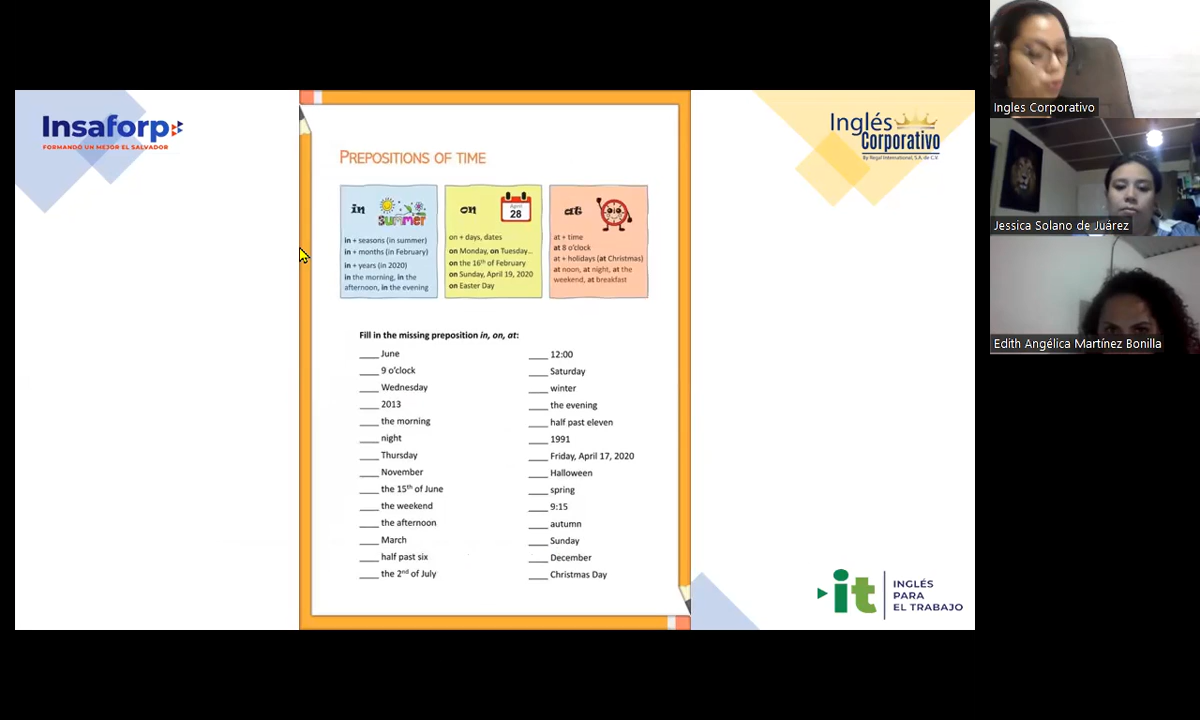 Insaforp
FORMANDO UN MEJOR EL SALVADOR
Inglés
Corporativo
By Regal International, S.A. de C.V.
PREPOSITIONS OF TIME
in
summer
in + seasons (in summer)
in + months (in February)
in + years (in 2020)
in the morning, in the
afternoon, in the evening
on
April
28
on + days, dates
on Monday, on Tuesday...
on the 16th of February
on Sunday, April 19, 2020
on Easter Day
at
at + time
at 8 o'clock
at + holidays (at Christmas)
at noon, at night, at the
weekend, at breakfast
Fill in the missing preposition in, on, at:
____ June
____ 9 o'clock
____ Wednesday
____ 2013
____ the morning
____ night
____ Thursday
____ November
____ the 15th of June
____ the weekend
____ the afternoon
____ March
____ half past six
____ the 2nd of July
____ 12:00
____ Saturday
____ winter
____ the evening
____ half past eleven
____ 1991
____ Friday, April 17, 2020
____ Halloween
____ spring
____ 9:15
____ autumn
____ Sunday
____ December
____ Christmas Day
it
INGLÉS
PARA
EL TRABAJO
Ingles Corporativo
Jessica Solano de Juárez
Edith Angélica Martínez Bonilla